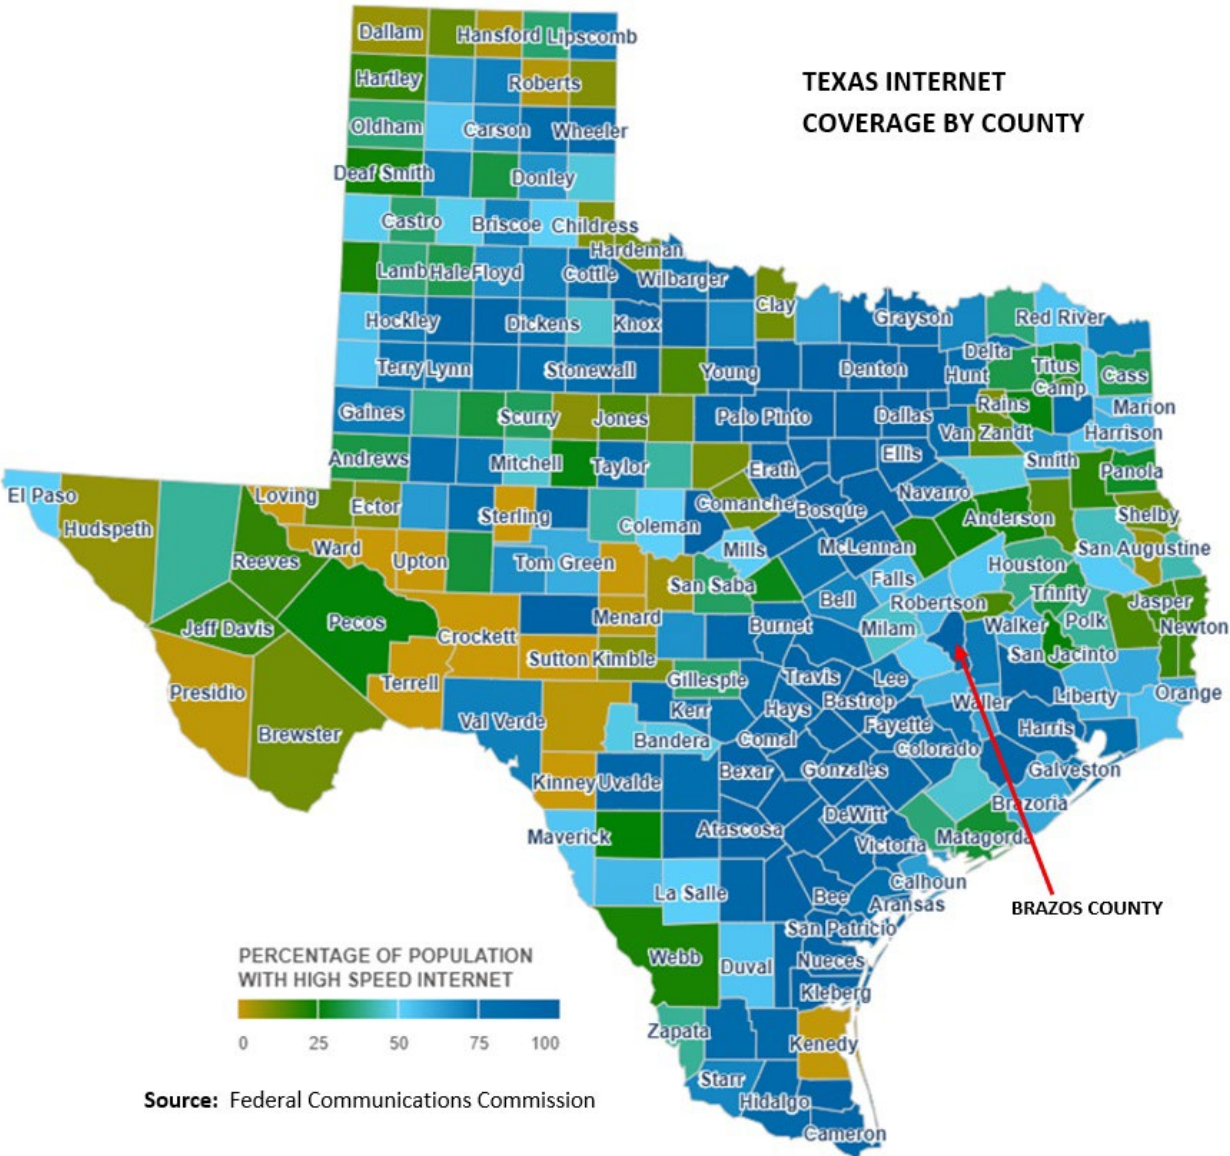 TEXAS INTERNET
COVERAGE BY COUNTY
Dallam Hansford Lipscomb
Hartley Roberts
Oldham Carson Wheeler
Deaf Smith Donley
Castro Briscoe Childress
Hardeman
Lamb Hale Floyd Cottle Wilbarger
Clay
Hockley Dickens Knox Grayson Red River
Delta
Terry Lynn Stonewall Young Denton Hunt Titus Cass
Camp
Gaines Scurry Jones Palo Pinto Dallas Rains Marion
Van Zandt Harrison
Andrews Mitchell Taylor Erath Ellis Smith Panola
El Paso Loving Ector Navarro
Hudspeth Sterling Coleman Comanche Bosque Anderson Shelby
Ward Upton Tom Green Mills McLennan San Augustine
Reeves San Saba Falls Houston
Bell Robertson Trinity Jasper
Jeff Davis Pecos Crockett Menard Burnet Milam Walker Polk Newton
Sutton Kimble San Jacinto
Presidio Terrell Gillespie Travis Lee Liberty Orange
Val Verde Kerr Hays Bastrop Waller
Brewster Bandera Comal Fayette Harris
Colorado
Kinney Uvalde Bexar Gonzales Galveston
Brazoria
Maverick Atascosa DeWitt Matagorda
Victoria
La Salle Bee Calhoun
Aransas
BRAZOS COUNTY
San Patricio
Webb Duval Nueces
Kleberg
Zapata Kenedy
Starr
Hidalgo
Cameron
PERCENTAGE OF POPULATION
WITH HIGH SPEED INTERNET
0 25 50 75 100
Source: Federal Communications Commission